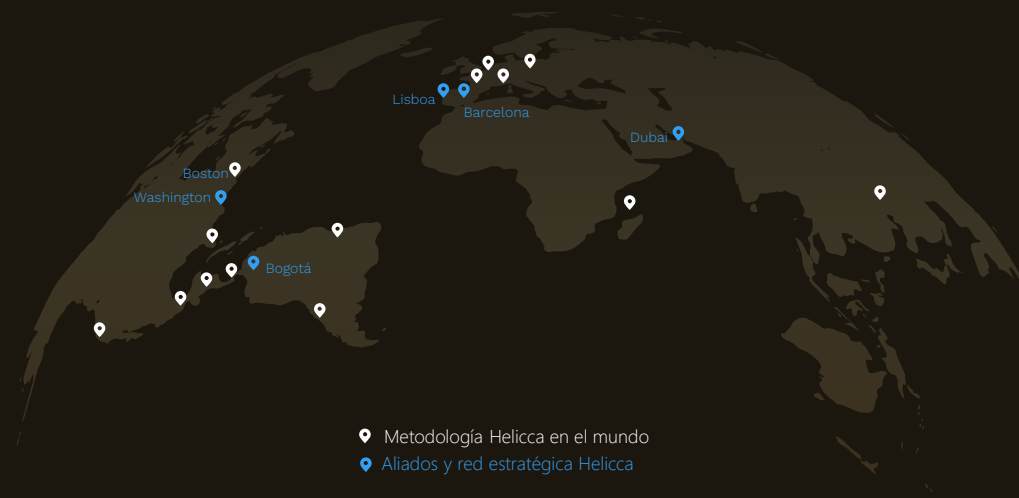 Lisboa
Barcelona
Dubai
Boston
Washington
Bogotá
Metodología Helicca en el mundo
Aliados y red estratégica Helicca